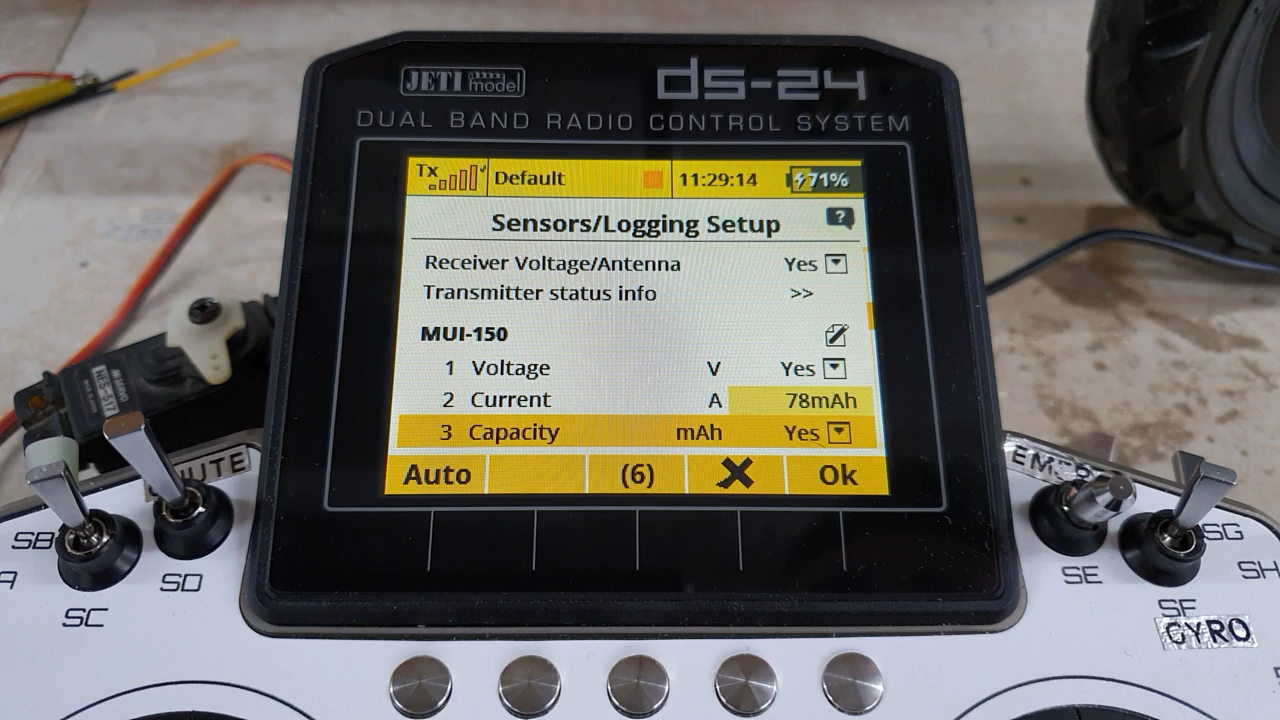 JETI model
ds-24
DUAL BAND RADIO CONTROL SYSTEM
Tx Default 11:29:14 71%
Sensors/Logging Setup ?
Receiver Voltage/Antenna Yes
Transmitter status info >>
MUI-150
1 Voltage V Yes
2 Current A 78mAh
3 Capacity mAh Yes
Auto (6) Ok
SB
SD
SC
SE
SG
SH
SF
GYRO